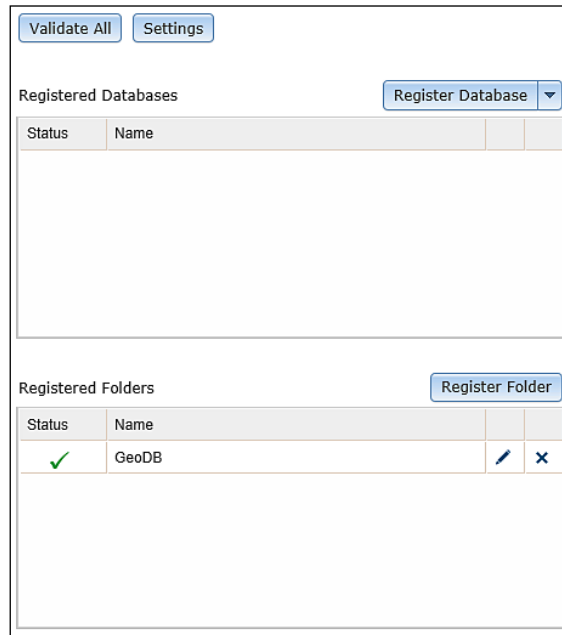 Validate All Settings
Registered Databases Register Database
Status Name
Registered Folders Register Folder
Status Name
GeoDB